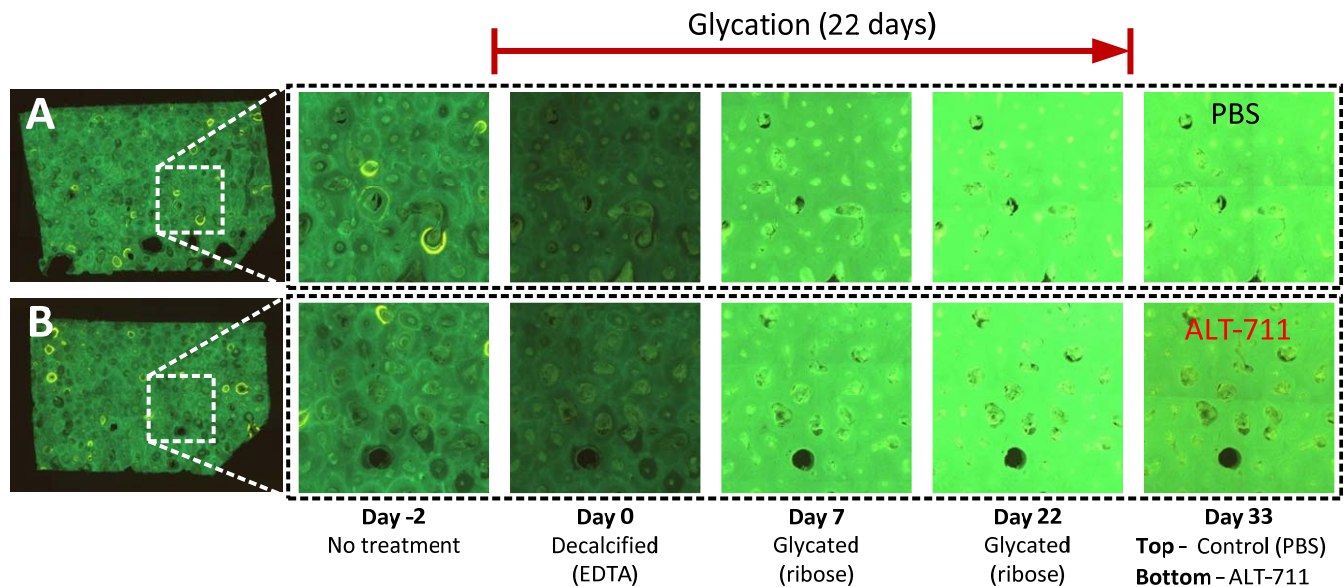 Glycation (22 days)
A
PBS
B
ALT-711
Day -2
No treatment
Day 0
Decalcified
(EDTA)
Day 7
Glycated
(ribose)
Day 22
Glycated
(ribose)
Day 33
Top - Control (PBS)
Bottom - ALT-711